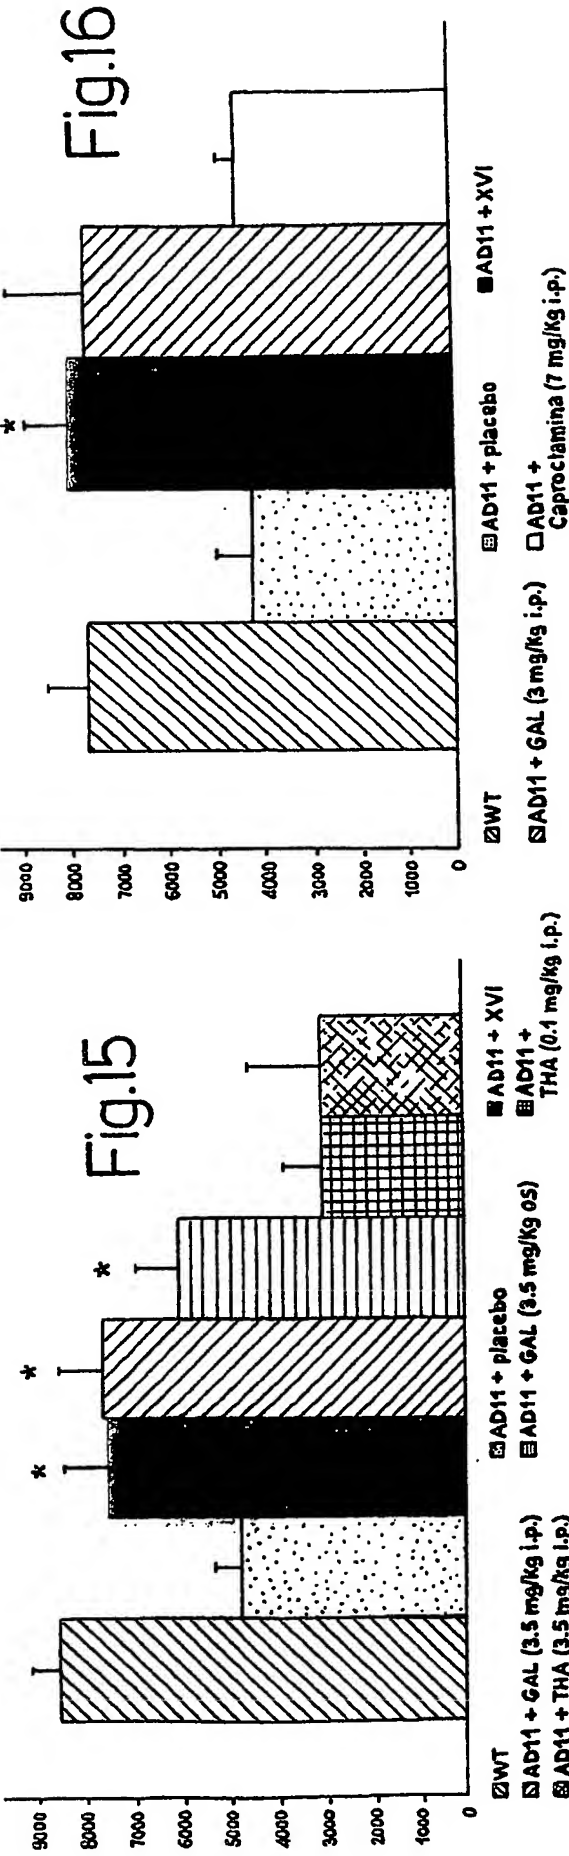 Fig.15
*
*
*
9000
8000
7000
6000
5000
4000
3000
2000
1000
0
WT
AD11 + placebo
AD11 + XVI
AD11 + GAL (3.5 mg/Kg i.p.)
AD11 + GAL (3.5 mg/Kg os)
AD11 +
THA (0.1 mg/Kg i.p.)
AD11 + THA (3.5 mg/Kg i.p.)
Fig.16
*
9000
8000
7000
6000
5000
4000
3000
2000
1000
0
WT
AD11 + placebo
AD11 + XVI
AD11 + GAL (3 mg/Kg i.p.)
AD11 +
Caproctamina (7 mg/Kg i.p.)